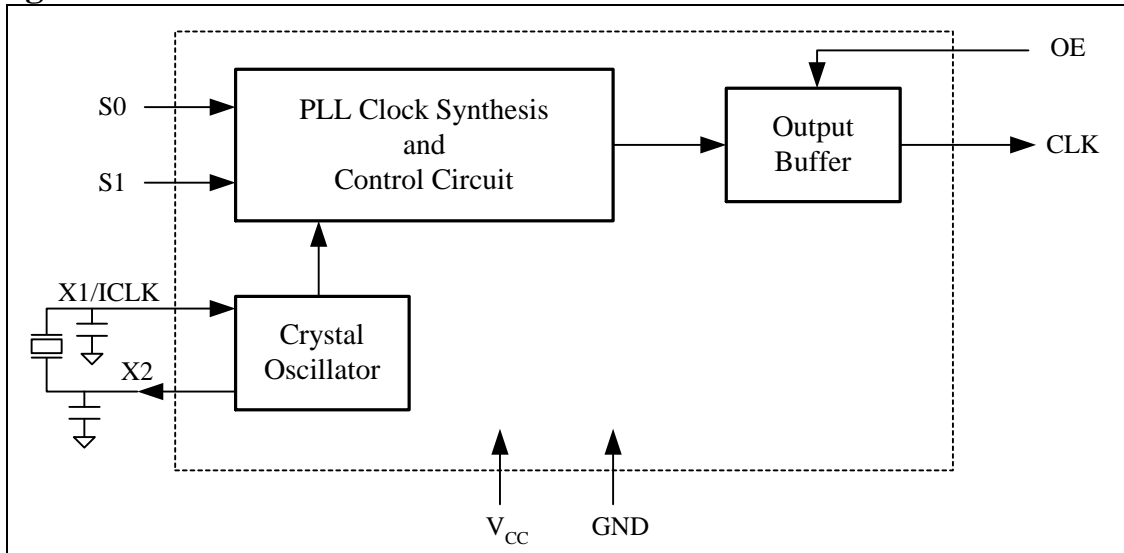 OE
S0
PLL Clock Synthesis
and
Control Circuit
Output
Buffer
CLK
S1
X1/ICLK
Crystal
Oscillator
X2
VCC
GND